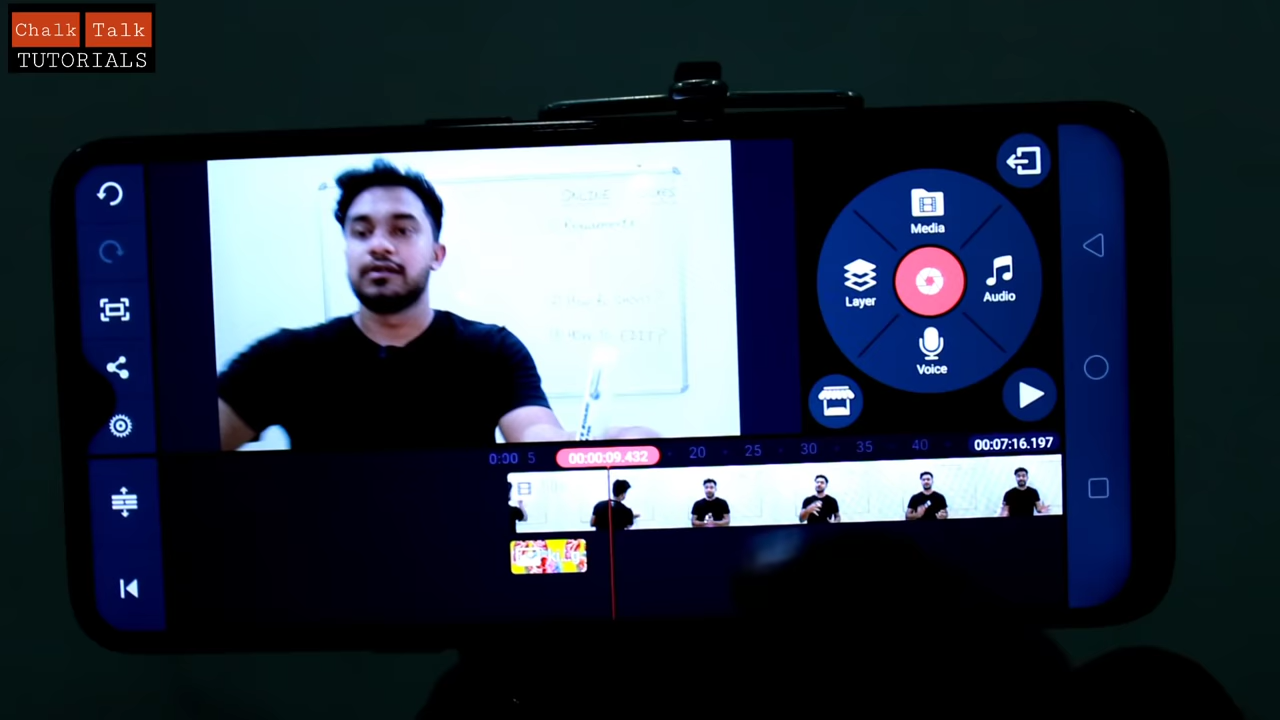 Chalk Talk
TUTORIALS
ONLINE
Media
Layer
Audio
Voice
0:00 5
00:00:09.432
20 25 30 35 40
00:07:16.197